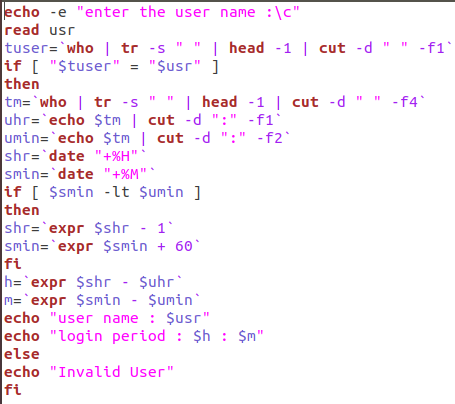 echo -e "enter the user name :\c"
read usr
tuser=`who | tr -s " " | head -1 | cut -d " " -f1`
if [ "$tuser" = "$usr" ]
then
tm=`who | tr -s " " | head -1 | cut -d " " -f4`
uhr=`echo $tm | cut -d ":" -f1`
umin=`echo $tm | cut -d ":" -f2`
shr=`date "+%H"`
smin=`date "+%M"`
if [ $smin -lt $umin ]
then
shr=`expr $shr - 1`
smin=`expr $smin + 60`
fi
h=`expr $shr - $uhr`
m=`expr $smin - $umin`
echo "user name : $usr"
echo "login period : $h : $m"
else
echo "Invalid User"
fi